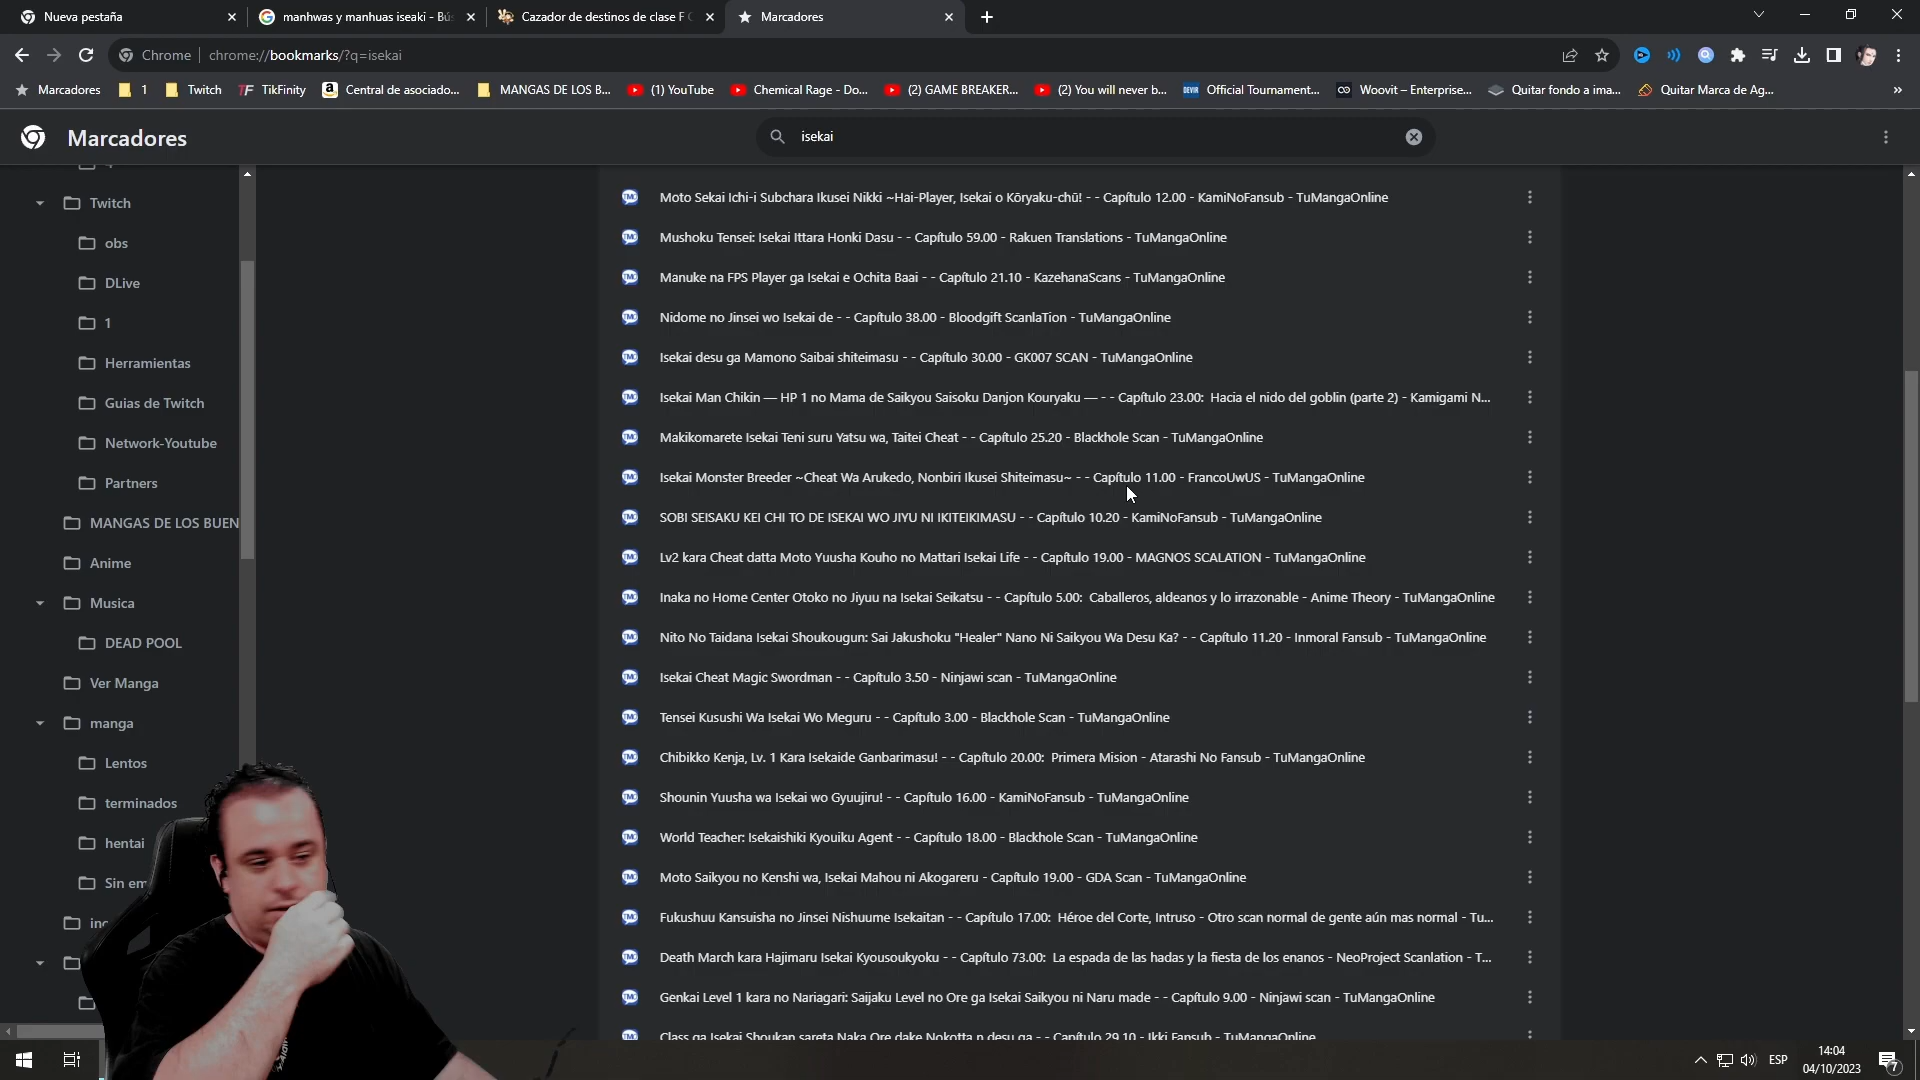 Nueva pestaña
manhwas y manhuas iseaki - Bús
Cazador de destinos de clase F
Marcadores
Chrome
chrome://bookmarks/?q=isekai
Marcadores
1
Twitch
TikFinity
Central de asociado...
MANGAS DE LOS B...
(1) YouTube
Chemical Rage - Do...
(2) GAME BREAKER...
(2) You will never b...
Official Tournament...
Woovit – Enterprise...
Quitar fondo a ima...
Quitar Marca de Ag...
»
Marcadores
isekai
Twitch
obs
DLive
1
Herramientas
Guias de Twitch
Network-Youtube
Partners
MANGAS DE LOS BUEN
Anime
Musica
DEAD POOL
Ver Manga
manga
Lentos
terminados
hentai
Sin em
Moto Sekai Ichi-i Subchara Ikusei Nikki ~Hai-Player, Isekai o Kōryaku-chū! - - Capítulo 12.00 - KamiNoFansub - TuMangaOnline
Mushoku Tensei: Isekai Ittara Honki Dasu - - Capítulo 59.00 - Rakuen Translations - TuMangaOnline
Manuke na FPS Player ga Isekai e Ochita Baai - - Capítulo 21.10 - KazehanaScans - TuMangaOnline
Nidome no Jinsei wo Isekai de - - Capítulo 38.00 - Bloodgift ScanlaTion - TuMangaOnline
Isekai desu ga Mamono Saibai shiteimasu - - Capítulo 30.00 - GK007 SCAN - TuMangaOnline
Isekai Man Chikin — HP 1 no Mama de Saikyou Saisoku Danjon Kouryaku — - - Capítulo 23.00: Hacia el nido del goblin (parte 2) - Kamigami N...
Makikomarete Isekai Teni suru Yatsu wa, Taitei Cheat - - Capítulo 25.20 - Blackhole Scan - TuMangaOnline
Isekai Monster Breeder ~Cheat Wa Arukedo, Nonbiri Ikusei Shiteimasu~ - - Capítulo 11.00 - FrancoUwUS - TuMangaOnline
SOBI SEISAKU KEI CHI TO DE ISEKAI WO JIYU NI IKITEIKIMASU - - Capítulo 10.20 - KamiNoFansub - TuMangaOnline
Lv2 kara Cheat datta Moto Yuusha Kouho no Mattari Isekai Life - - Capítulo 19.00 - MAGNOS SCALATION - TuMangaOnline
Inaka no Home Center Otoko no Jiyuu na Isekai Seikatsu - - Capítulo 5.00: Caballeros, aldeanos y lo irrazonable - Anime Theory - TuMangaOnline
Nito No Taidana Isekai Shoukougun: Sai Jakushoku "Healer" Nano Ni Saikyou Wa Desu Ka? - - Capítulo 11.20 - Inmoral Fansub - TuMangaOnline
Isekai Cheat Magic Swordman - - Capítulo 3.50 - Ninjawi scan - TuMangaOnline
Tensei Kusushi Wa Isekai Wo Meguru - - Capítulo 3.00 - Blackhole Scan - TuMangaOnline
Chibikko Kenja, Lv. 1 Kara Isekaide Ganbarimasu! - - Capítulo 20.00: Primera Mision - Atarashi No Fansub - TuMangaOnline
Shounin Yuusha wa Isekai wo Gyuujiru! - - Capítulo 16.00 - KamiNoFansub - TuMangaOnline
World Teacher: Isekaishiki Kyouiku Agent - - Capítulo 18.00 - Blackhole Scan - TuMangaOnline
Moto Saikyou no Kenshi wa, Isekai Mahou ni Akogareru - Capítulo 19.00 - GDA Scan - TuMangaOnline
Fukushuu Kansuisha no Jinsei Nishuume Isekaitan - - Capítulo 17.00: Héroe del Corte, Intruso - Otro scan normal de gente aún mas normal - Tu...
Death March kara Hajimaru Isekai Kyousoukyoku - - Capítulo 73.00: La espada de las hadas y la fiesta de los enanos - NeoProject Scanlation - T...
Genkai Level 1 kara no Nariagari: Saijaku Level no Ore ga Isekai Saikyou ni Naru made - - Capítulo 9.00 - Ninjawi scan - TuMangaOnline
Class ga Isekai Shoukan sareta Naka Ore dake Nokotta n desu ga - - Capítulo 29.10 - Ikki Fansub - TuMangaOnline
ESP
14:04
04/10/2023
7